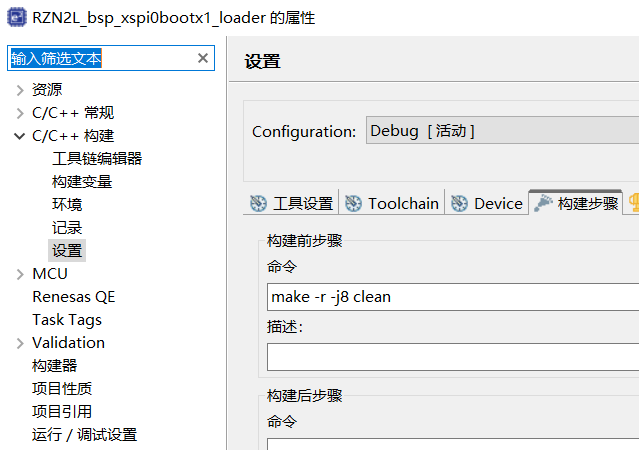 RZN2L_bsp_xspi0bootx1_loader 的属性
输入筛选文本
资源
C/C++ 常规
C/C++ 构建
工具链编辑器
构建变量
环境
记录
设置
MCU
Renesas QE
Task Tags
Validation
构建器
项目性质
项目引用
运行 / 调试设置
设置
Configuration: Debug [ 活动 ]
工具设置 Toolchain Device 构建步骤
构建前步骤
命令
make -r -j8 clean
描述:
构建后步骤
命令